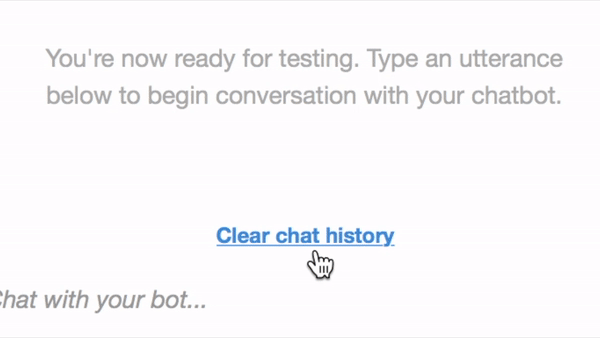 You're now ready for testing. Type an utterance
below to begin conversation with your chatbot.
Clear chat history
Chat with your bot...